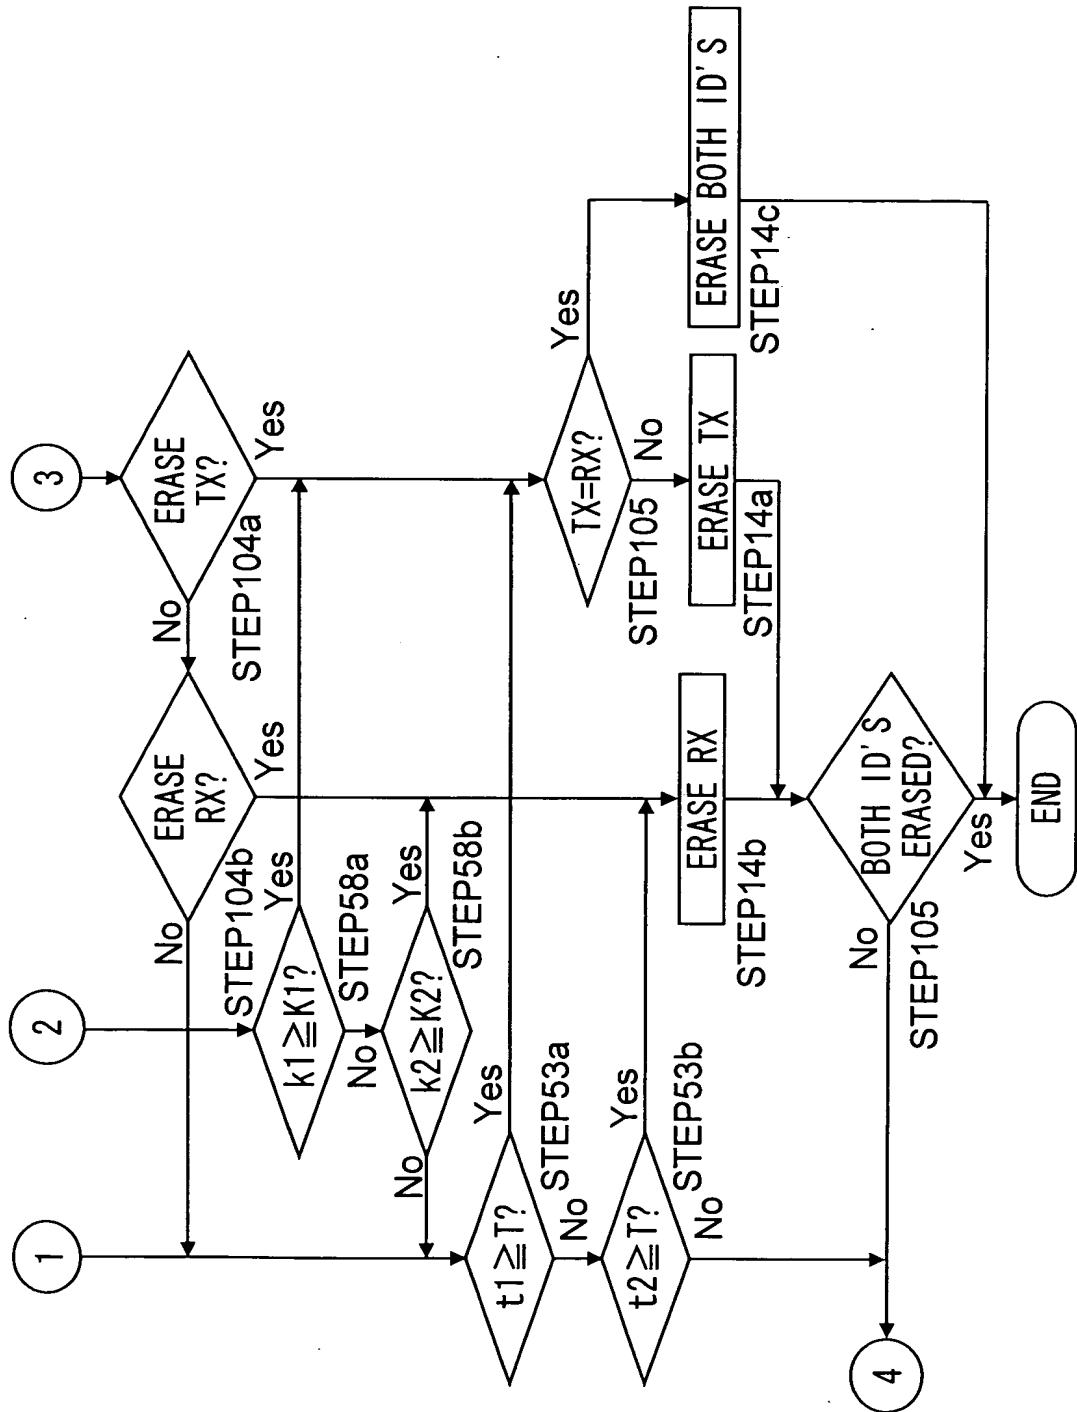 1
2
3
ERASE
TX?
Yes
No
STEP104a
ERASE
RX?
Yes
No
STEP104b
k1≧K1?
Yes
No
STEP58a
k2≧K2?
Yes
No
STEP58b
t1≧T?
Yes
No
STEP53a
t2≧T?
Yes
No
STEP53b
TX=RX?
Yes
No
STEP105
ERASE BOTH ID'S
STEP14c
ERASE TX
STEP14a
ERASE RX
STEP14b
BOTH ID'S
ERASED?
No
Yes
STEP105
4
END